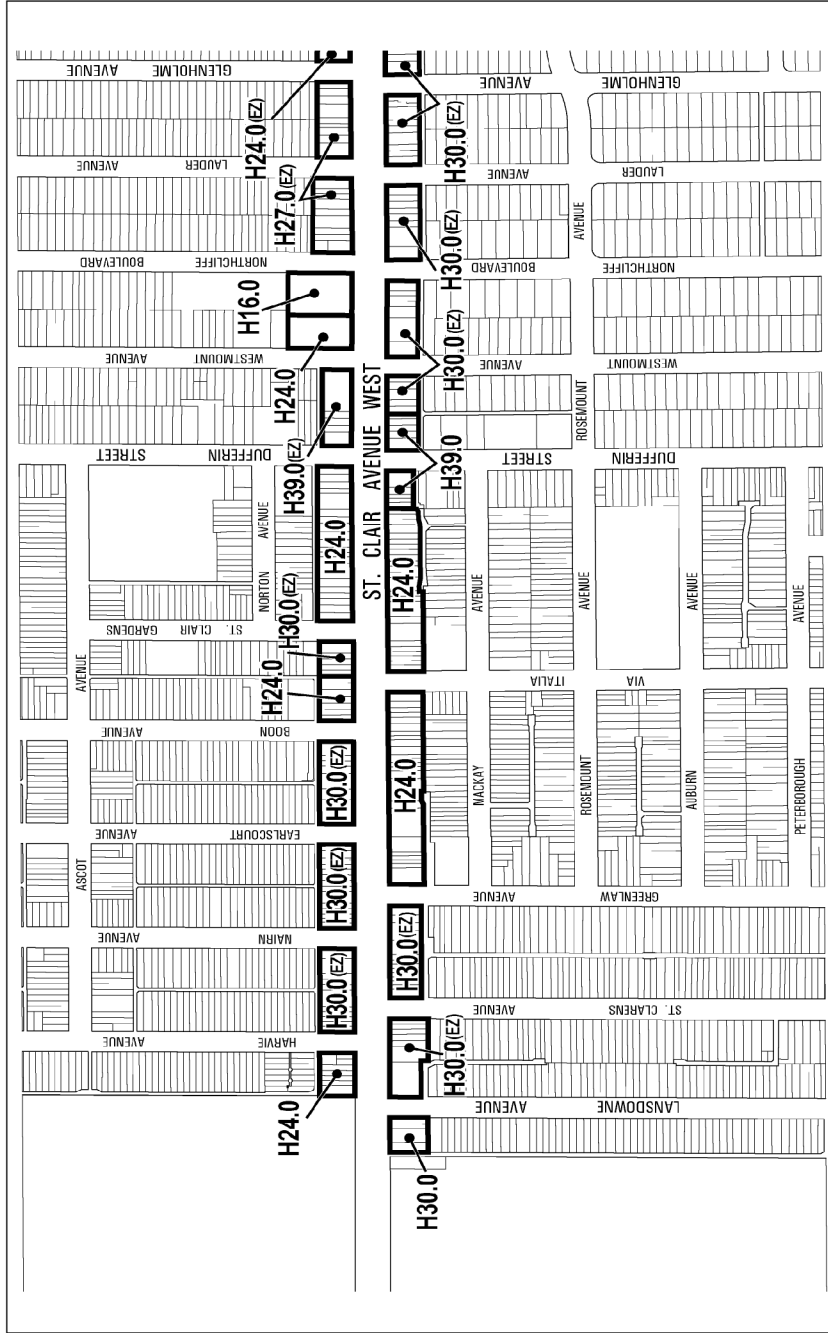 GLENHOLME AVENUE
LAUDER AVENUE
NORTHCLIFFE BOULEVARD
WESTMOUNT AVENUE
DUFFERIN STREET
NORTON AVENUE
ST. CLAIR GARDENS
AVENUE
BOON AVENUE
EARLSCOURT AVENUE
ASCOT
NAIRN AVENUE
HARVIE AVENUE
H24.0(EZ)
H27.0(EZ)
H16.0
H24.0
H39.0(EZ)
H24.0
H30.0(EZ)
H24.0
H30.0(EZ)
H30.0(EZ)
H30.0(EZ)
H24.0
ST. CLAIR AVENUE WEST
H30.0(EZ)
H30.0(EZ)
H30.0(EZ)
H39.0
H24.0
H24.0
H30.0(EZ)
H30.0(EZ)
H30.0
GLENHOLME AVENUE
LAUDER AVENUE
NORTHCLIFFE BOULEVARD
WESTMOUNT AVENUE
ROSEMOUNT AVENUE
DUFFERIN STREET
MACKAY AVENUE
ROSEMOUNT AVENUE
AUBURN AVENUE
PETERBOROUGH AVENUE
VIA ITALIA
GREENLAW AVENUE
ST. CLARENS AVENUE
LANSDOWNE AVENUE